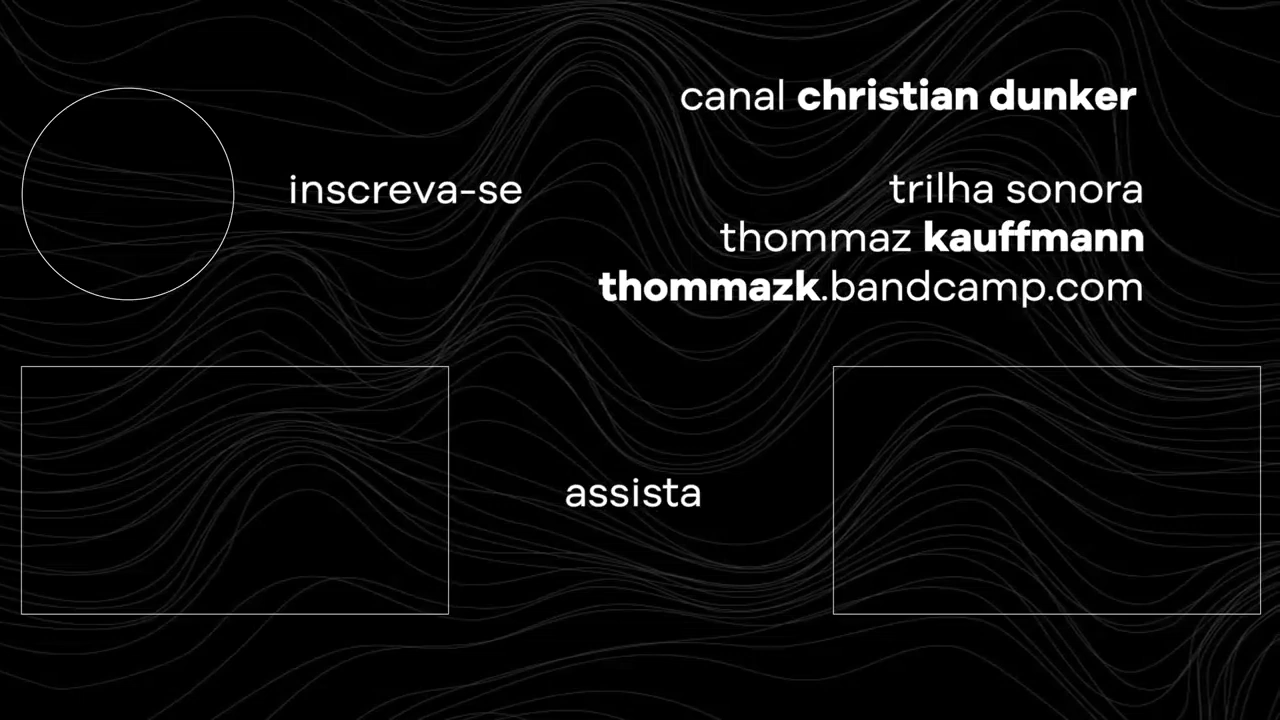 canal christian dunker
inscreva-se
trilha sonora
thommaz kauffmann
thommazk.bandcamp.com
assista